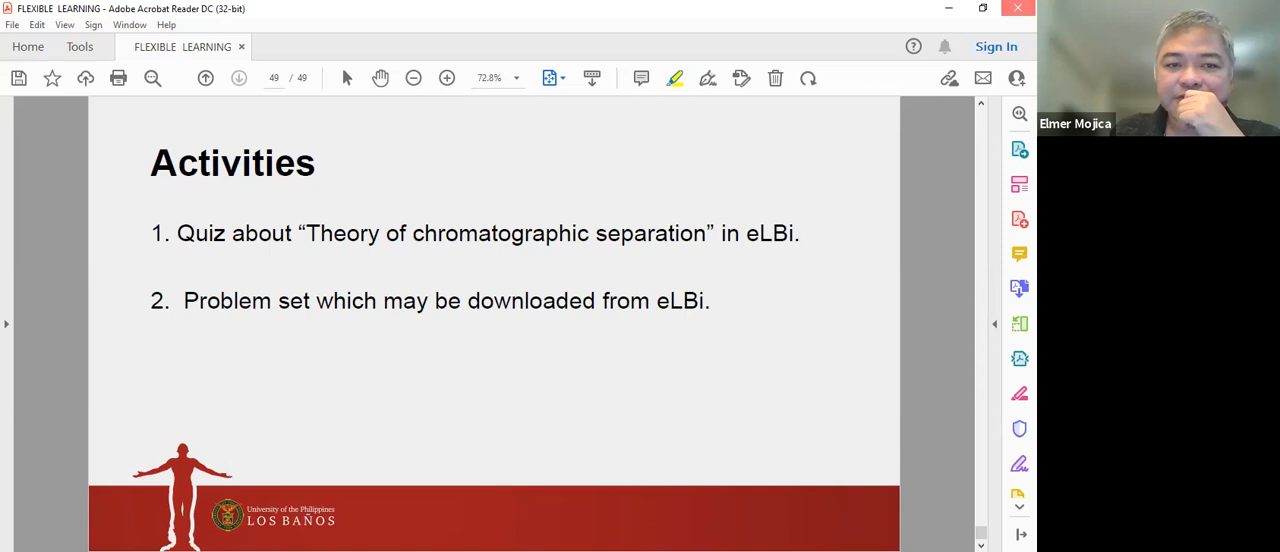 FLEXIBLE LEARNING - Adobe Acrobat Reader DC (32-bit)
File Edit View Sign Window Help
Home Tools FLEXIBLE LEARNING × Sign In
49 / 49 72.8%
Elmer Mojica
Activities
1. Quiz about “Theory of chromatographic separation” in eLBi.
2. Problem set which may be downloaded from eLBi.
University of the Philippines
LOS BAÑOS